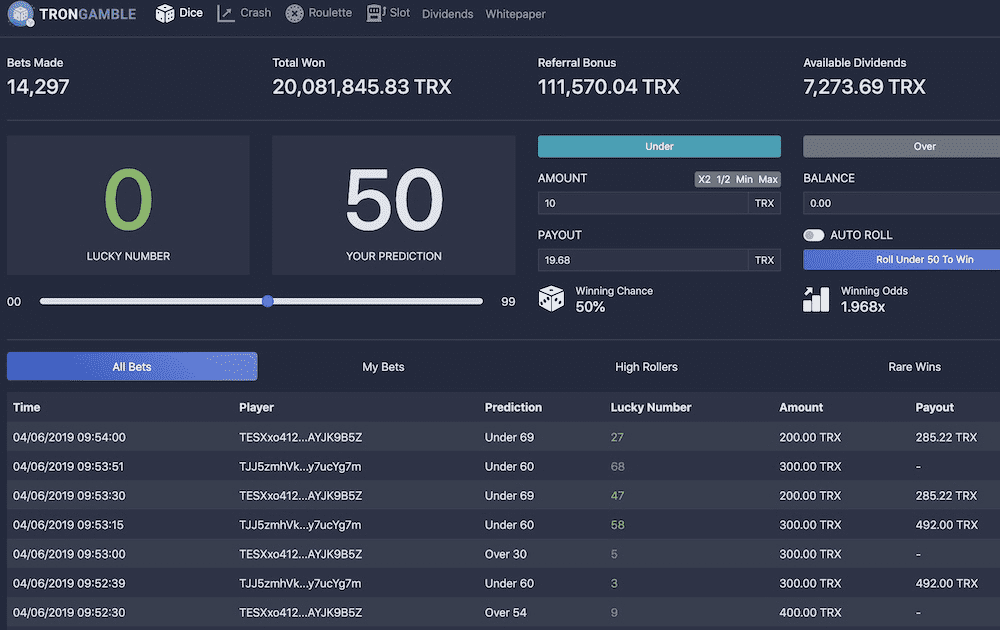 TRONGAMBLE Dice Crash Roulette Slot Dividends Whitepaper
Bets Made Total Won Referral Bonus Available Dividends
14,297 20,081,845.83 TRX 111,570.04 TRX 7,273.69 TRX
Under Over
0 50
LUCKY NUMBER YOUR PREDICTION
AMOUNT X2 1/2 Min Max BALANCE
10 TRX 0.00
PAYOUT AUTO ROLL
19.68 TRX Roll Under 50 To Win
00 99
Winning Chance Winning Odds
50% 1.968x
All Bets My Bets High Rollers Rare Wins
Time Player Prediction Lucky Number Amount Payout
04/06/2019 09:54:00 TESXxo412...AYJK9B5Z Under 69 27 200.00 TRX 285.22 TRX
04/06/2019 09:53:51 TJJ5zmhVk...y7ucYg7m Under 60 68 300.00 TRX -
04/06/2019 09:53:30 TESXxo412...AYJK9B5Z Under 69 47 200.00 TRX 285.22 TRX
04/06/2019 09:53:15 TJJ5zmhVk...y7ucYg7m Under 60 58 300.00 TRX 492.00 TRX
04/06/2019 09:53:00 TESXxo412...AYJK9B5Z Over 30 5 300.00 TRX -
04/06/2019 09:52:39 TJJ5zmhVk...y7ucYg7m Under 60 3 300.00 TRX 492.00 TRX
04/06/2019 09:52:30 TESXxo412...AYJK9B5Z Over 54 9 400.00 TRX -